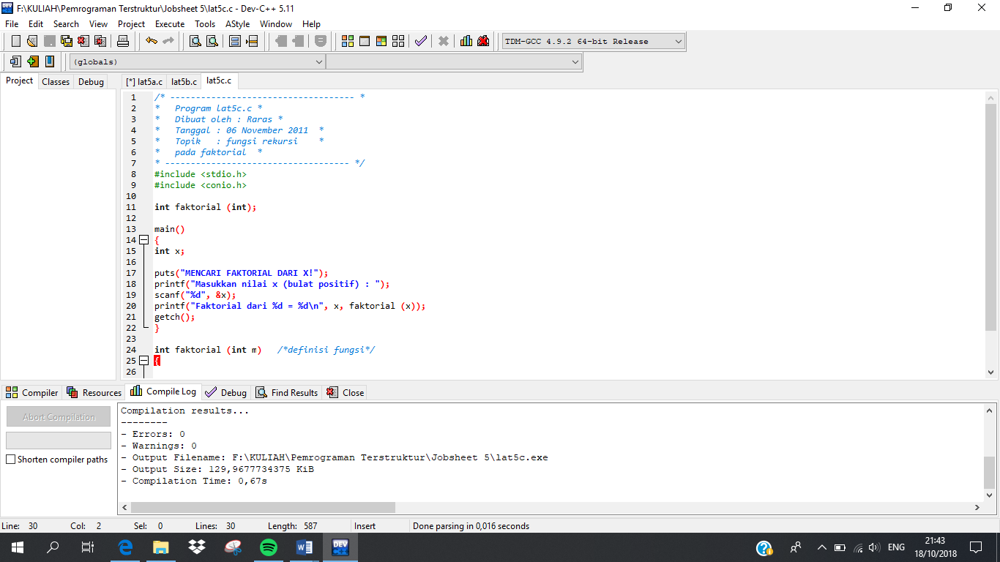 F:\KULIAH\Pemrograman Terstruktur\Jobsheet 5\lat5c.c - Dev-C++ 5.11
File Edit Search View Project Execute Tools AStyle Window Help
TDM-GCC 4.9.2 64-bit Release
(globals)
Project Classes Debug [*] lat5a.c lat5b.c lat5c.c
1 /* ------------------------------------ *
2 * Program lat5c.c *
3 * Dibuat oleh : Raras *
4 * Tanggal : 06 November 2011 *
5 * Topik : fungsi rekursi *
6 * pada faktorial *
7 * ------------------------------------ */
8 #include <stdio.h>
9 #include <conio.h>
10
11 int faktorial (int);
12
13 main()
14 {
15 int x;
16
17 puts("MENCARI FAKTORIAL DARI X!");
18 printf("Masukkan nilai x (bulat positif) : ");
19 scanf("%d", &x);
20 printf("Faktorial dari %d = %d\n", x, faktorial (x));
21 getch();
22 }
23
24 int faktorial (int m) /*definisi fungsi*/
25 {
26
Compiler Resources Compile Log Debug Find Results Close
Abort Compilation
Shorten compiler paths
Compilation results...
--------
- Errors: 0
- Warnings: 0
- Output Filename: F:\KULIAH\Pemrograman Terstruktur\Jobsheet 5\lat5c.exe
- Output Size: 129,9677734375 KiB
- Compilation Time: 0,67s
Line: 30 Col: 2 Sel: 0 Lines: 30 Length: 587 Insert Done parsing in 0,016 seconds
DEV
ENG
21:43
18/10/2018